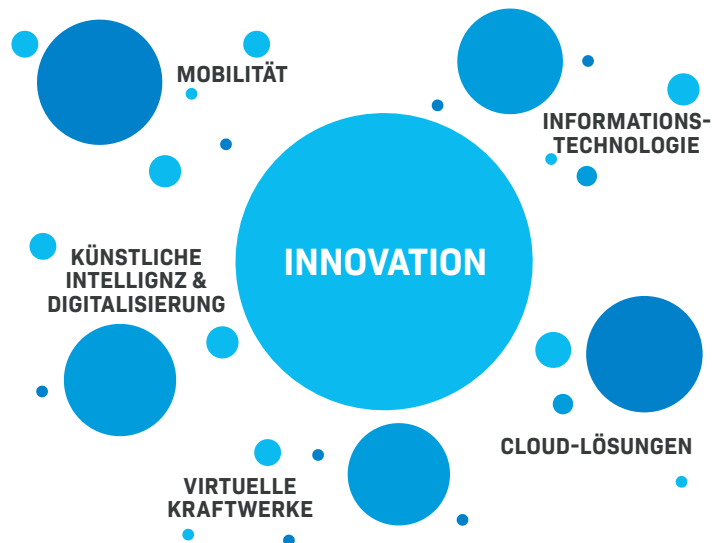 MOBILITÄT
INFORMATIONS-
TECHNOLOGIE
INNOVATION
KÜNSTLICHE
INTELLIGNZ &
DIGITALISIERUNG
CLOUD-LÖSUNGEN
VIRTUELLE
KRAFTWERKE